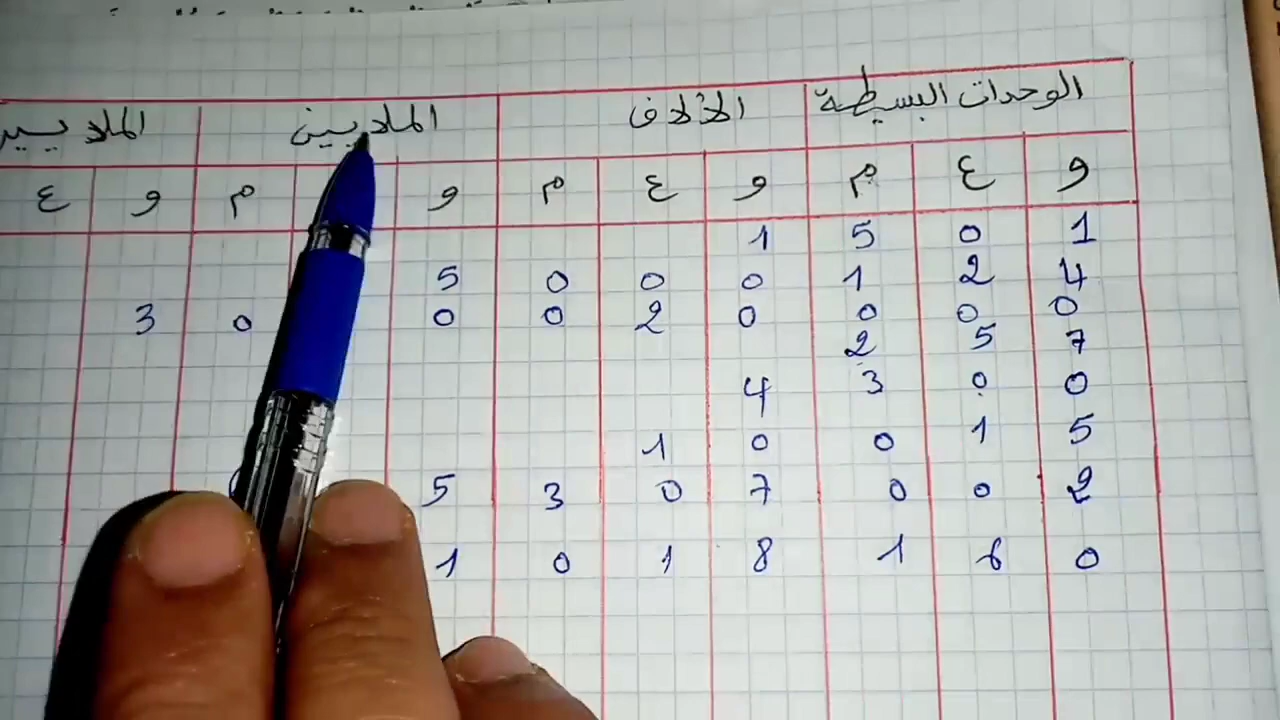 الوحدات البسيطة الألاف الملايين الملايير
و ع م و ع م و م و ع
1 5 0 1
5 0 0 0 1 2 4
3 0 0 0 2 0 0 0 0
2 5 7
4 3 0 0
1 0 0 1 5
5 3 0 7 0 0 2
1 0 1 8 1 6 0